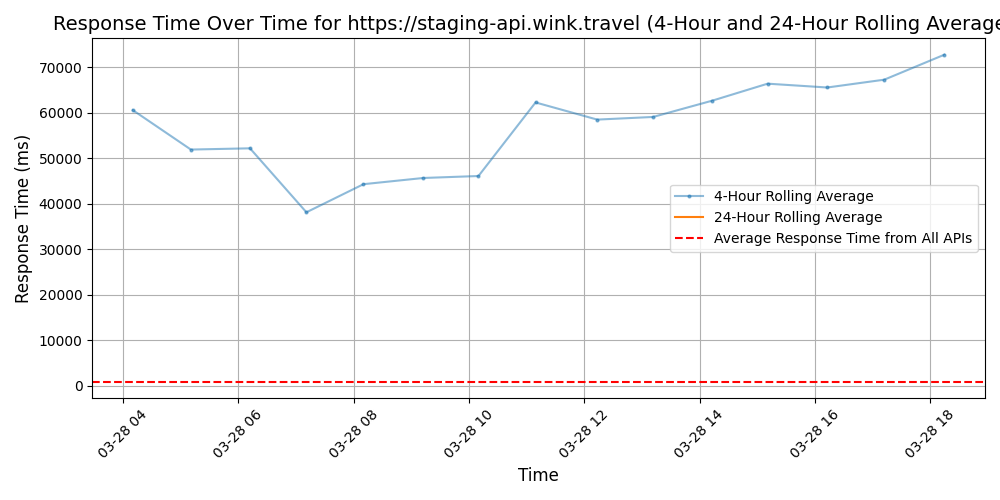 Response Time Over Time for https://staging-api.wink.travel (4-Hour and 24-Hour Rolling Average
Response Time (ms)
70000
60000
50000
40000
30000
20000
10000
0
4-Hour Rolling Average
24-Hour Rolling Average
Average Response Time from All APIs
03-28 04
03-28 06
03-28 08
03-28 10
03-28 12
03-28 14
03-28 16
03-28 18
Time